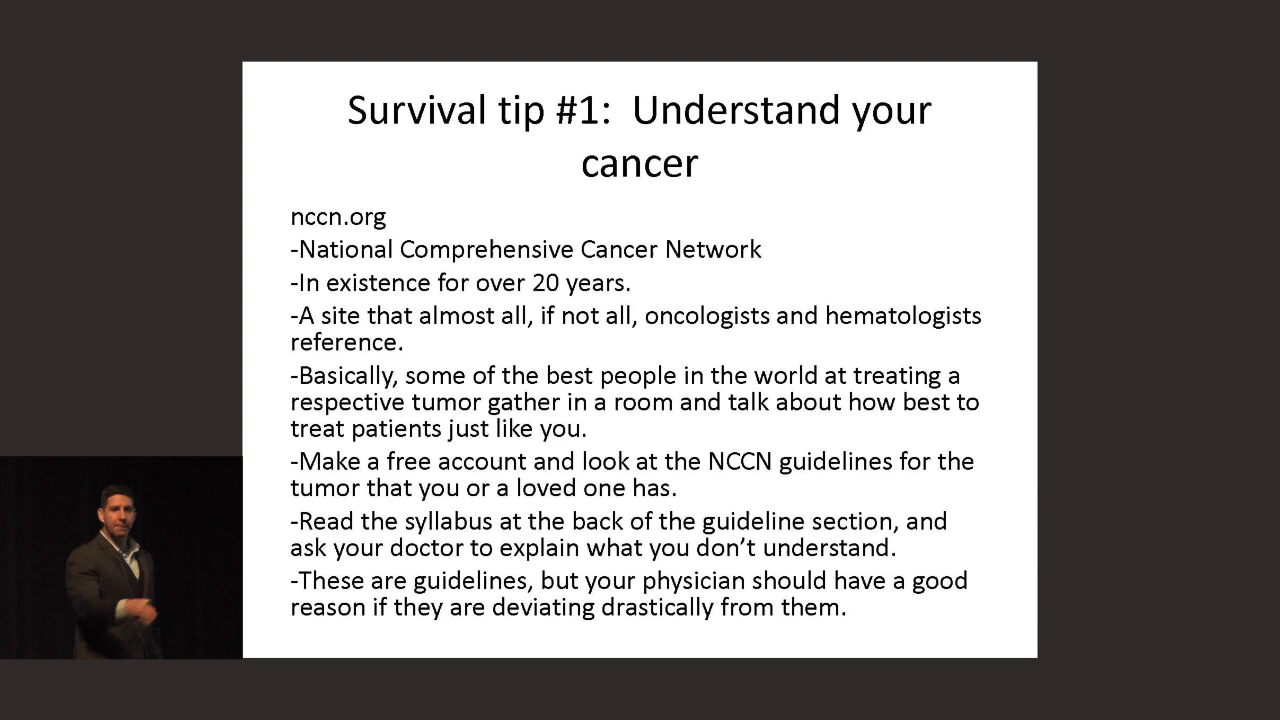 Survival tip #1:  Understand your
cancer
nccn.org
-National Comprehensive Cancer Network
-In existence for over 20 years.
-A site that almost all, if not all, oncologists and hematologists
reference.
-Basically, some of the best people in the world at treating a
respective tumor gather in a room and talk about how best to
treat patients just like you.
-Make a free account and look at the NCCN guidelines for the
tumor that you or a loved one has.
-Read the syllabus at the back of the guideline section, and
ask your doctor to explain what you don’t understand.
-These are guidelines, but your physician should have a good
reason if they are deviating drastically from them.